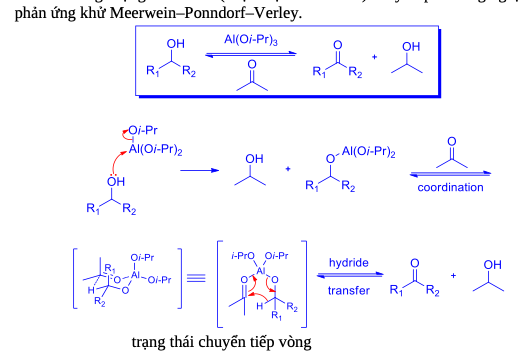 phản ứng khử Meerwein–Ponndorf–Verley.
OH
R1 R2
Al(Oi-Pr)3
O
O
R1 R2
+
OH
Oi-Pr
Al(Oi-Pr)2
OH
R1 R2
OH
+
O Al(Oi-Pr)2
R1 R2
O
coordination
R1
H
R2
O
O
Al
Oi-Pr
Oi-Pr
i-PrO Oi-Pr
Al
O O
H
R2
R1
hydride
transfer
O
R1 R2
+
OH
trạng thái chuyển tiếp vòng